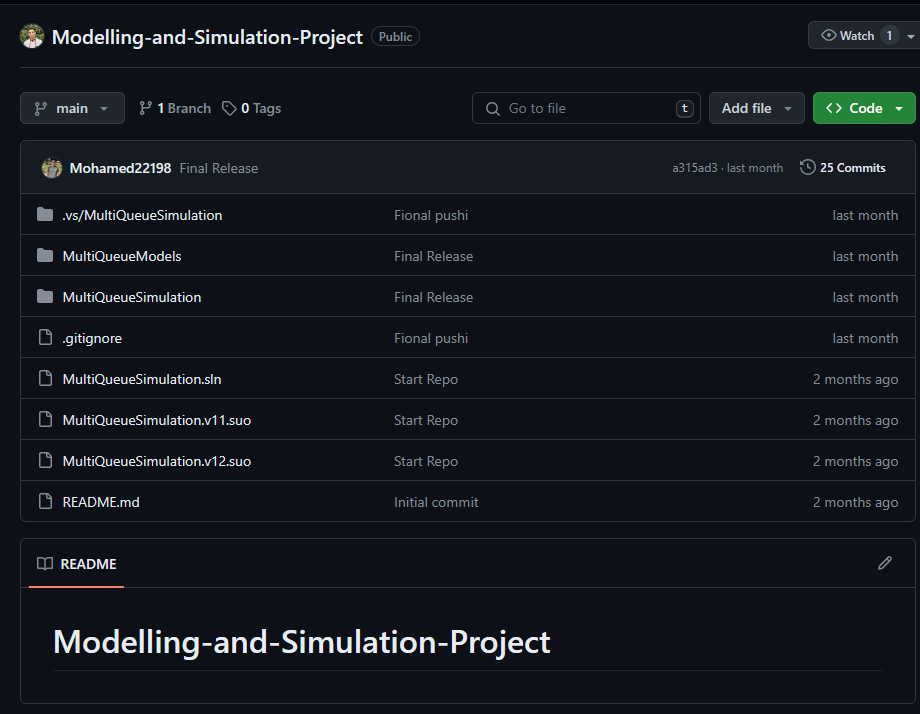 Modelling-and-Simulation-Project Public Watch 1
main 1 Branch 0 Tags Go to file t Add file Code
Mohamed22198 Final Release a315ad3 · last month 25 Commits
.vs/MultiQueueSimulation Fional pushi last month
MultiQueueModels Final Release last month
MultiQueueSimulation Final Release last month
.gitignore Fional pushi last month
MultiQueueSimulation.sln Start Repo 2 months ago
MultiQueueSimulation.v11.suo Start Repo 2 months ago
MultiQueueSimulation.v12.suo Start Repo 2 months ago
README.md Initial commit 2 months ago
README
Modelling-and-Simulation-Project